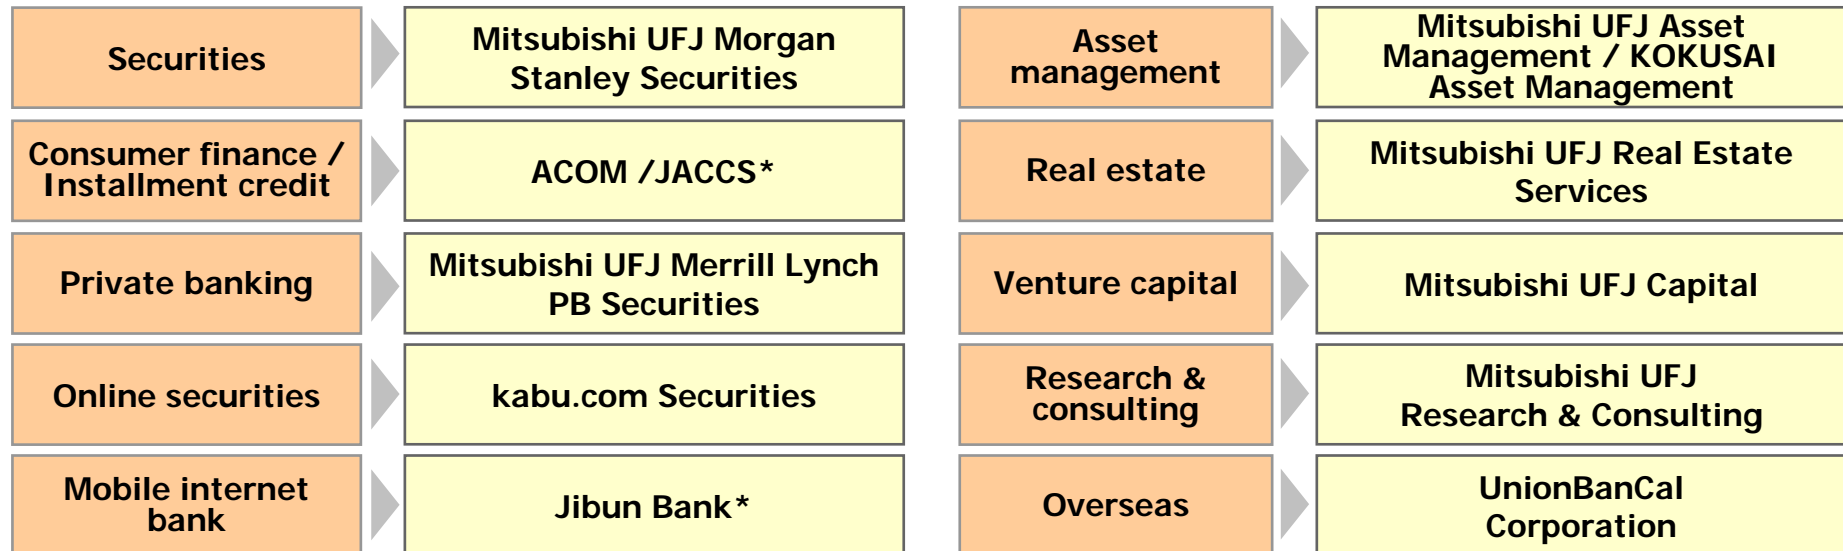 Securities
Mitsubishi UFJ Morgan
Stanley Securities
Consumer finance /
Installment credit
ACOM /JACCS*
Private banking
Mitsubishi UFJ Merrill Lynch
PB Securities
Online securities
kabu.com Securities
Mobile internet
bank
Jibun Bank*
Asset
management
Mitsubishi UFJ Asset
Management / KOKUSAI
Asset Management
Real estate
Mitsubishi UFJ Real Estate
Services
Venture capital
Mitsubishi UFJ Capital
Research &
consulting
Mitsubishi UFJ
Research & Consulting
Overseas
UnionBanCal
Corporation